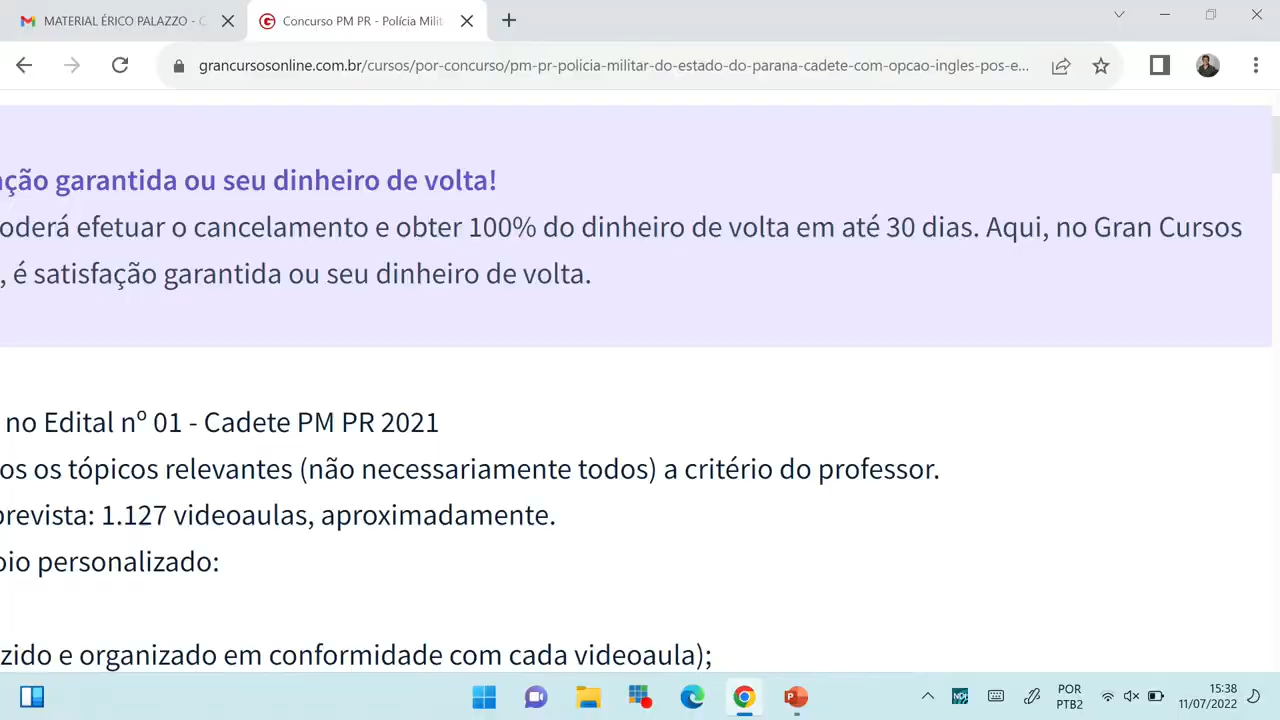 MATERIAL ÉRICO PALAZZO - C
Concurso PM PR - Polícia Milit
grancursosonline.com.br/cursos/por-concurso/pm-pr-policia-militar-do-estado-do-parana-cadete-com-opcao-ingles-pos-e...
ção garantida ou seu dinheiro de volta!
oderá efetuar o cancelamento e obter 100% do dinheiro de volta em até 30 dias. Aqui, no Gran Cursos
, é satisfação garantida ou seu dinheiro de volta.
no Edital nº 01 - Cadete PM PR 2021
os os tópicos relevantes (não necessariamente todos) a critério do professor.
prevista: 1.127 videoaulas, aproximadamente.
oio personalizado:
zido e organizado em conformidade com cada videoaula);
POR
PTB2
15:38
11/07/2022